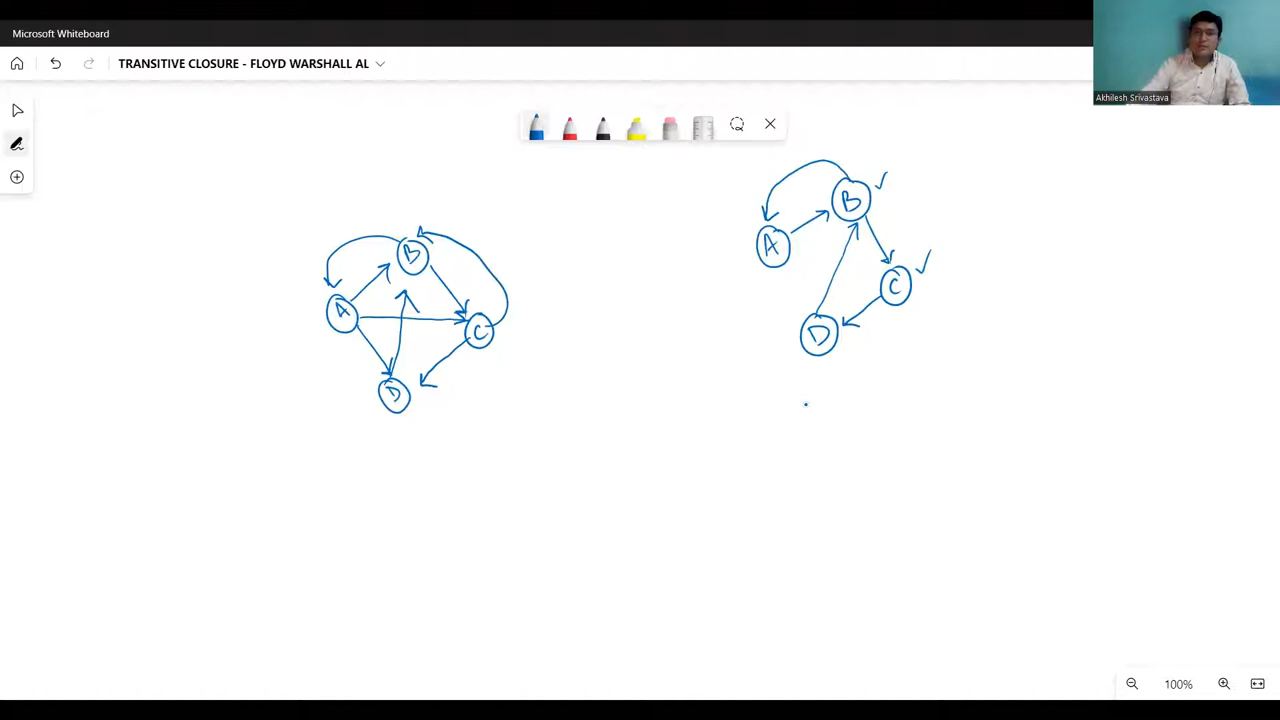 Microsoft Whiteboard
TRANSITIVE CLOSURE - FLOYD WARSHALL AL
Akhilesh Srivastava
B
A
C
D
B
A
C
D
100%